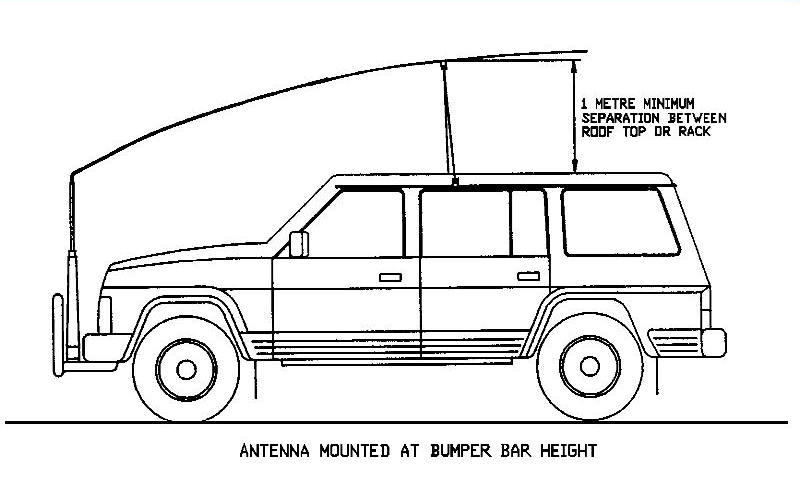 1 METRE MINIMUM
SEPARATION BETWEEN
ROOF TOP OR RACK
ANTENNA MOUNTED AT BUMPER BAR HEIGHT